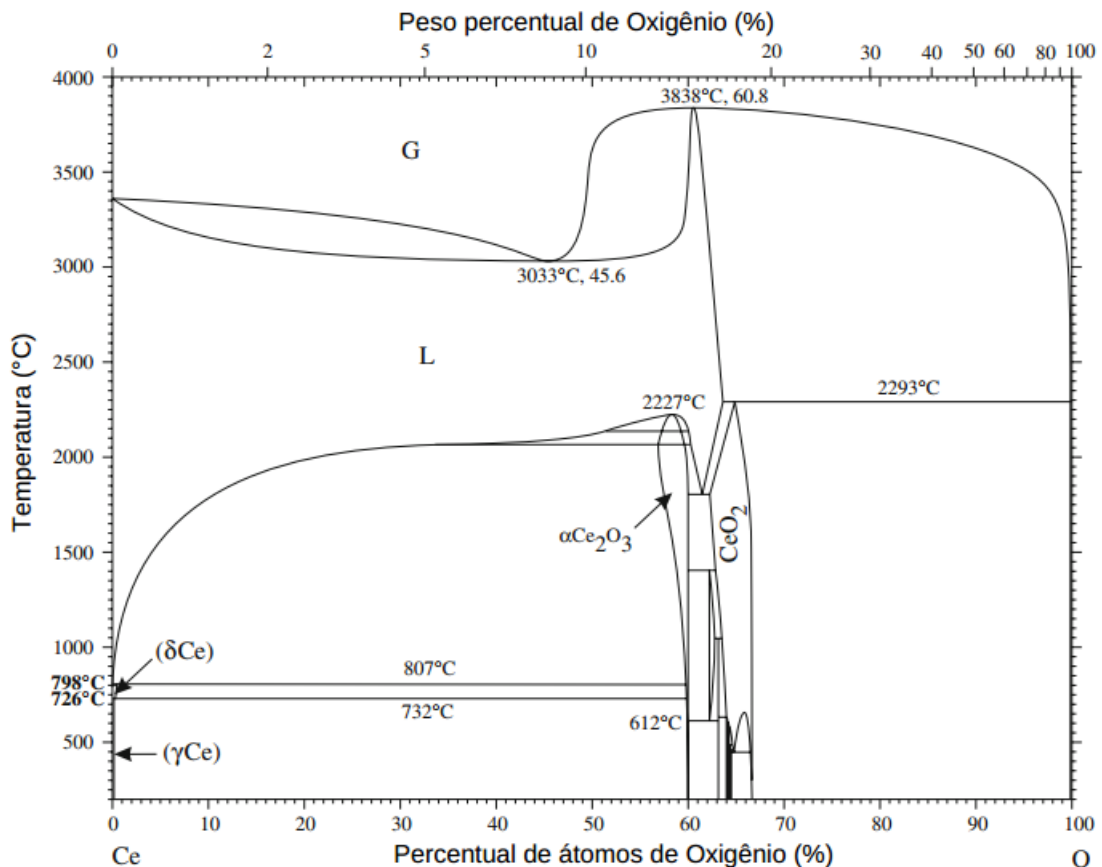 Peso percentual de Oxigênio (%)
0 2 5 10 20 30 40 50 60 80 100
4000
3838°C, 60.8
G
3500
3000
3033°C, 45.6
L
2500
2293°C
2227°C
Temperatura (°C)
2000
αCe2O3
CeO2
1500
1000
(δCe)
807°C
798°C
726°C
732°C
612°C
500
(γCe)
0 10 20 30 40 50 60 70 80 90 100
Ce
Percentual de átomos de Oxigênio (%)
O